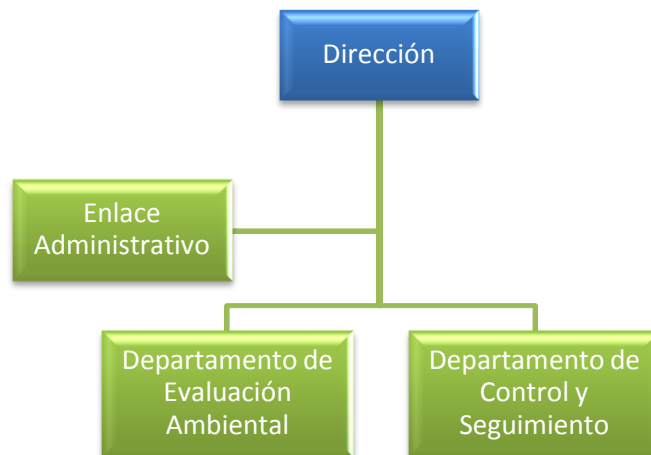 Dirección
Enlace
Administrativo
Departamento de
Evaluación
Ambiental
Departamento de
Control y
Seguimiento